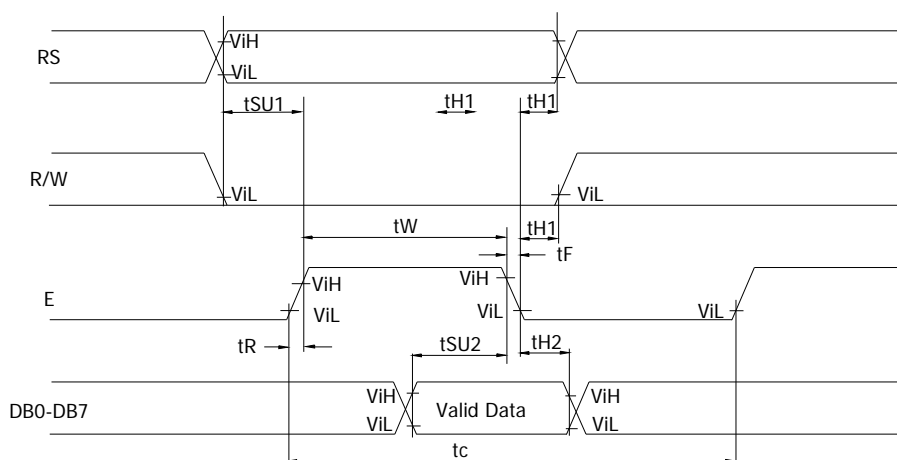 RS
ViH
ViL
tSU1
tH1
tH1
R/W
ViL
ViL
tW
tH1
tF
E
ViH
ViH
ViL
ViL
ViL
tR
tSU2
tH2
DB0-DB7
ViH
Valid Data
ViH
ViL
ViL
tc